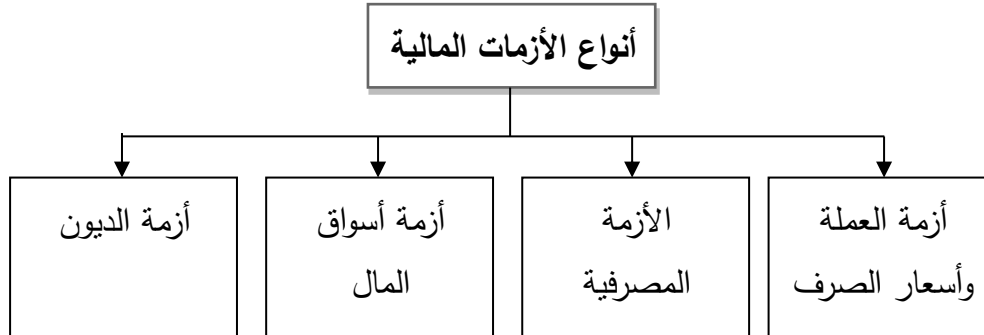 أنواع الأزمات المالية
أزمة العملة
وأسعار الصرف
الأزمة
المصرفية
أزمة أسواق
المال
أزمة الديون